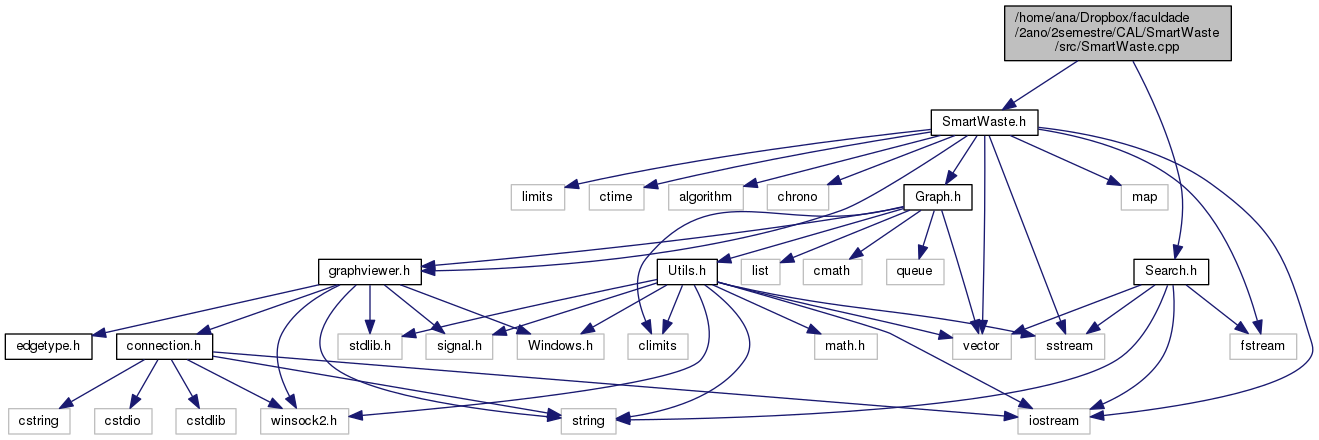 /home/ana/Dropbox/faculdade
/2ano/2semestre/CAL/SmartWaste
/src/SmartWaste.cpp
SmartWaste.h
limits
ctime
algorithm
chrono
Graph.h
map
graphviewer.h
Utils.h
list
cmath
queue
Search.h
edgetype.h
connection.h
stdlib.h
signal.h
Windows.h
climits
math.h
vector
sstream
fstream
cstring
cstdio
cstdlib
winsock2.h
string
iostream